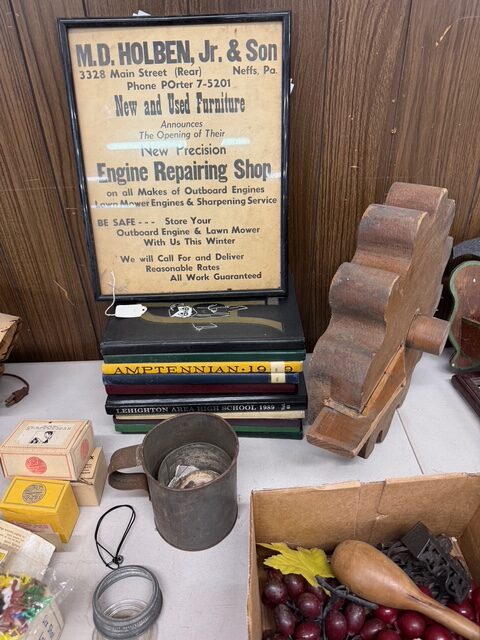 M.D. HOLBEN, Jr. & Son
3328 Main Street (Rear) Neffs, Pa.
Phone POrter 7-5201
New and Used Furniture
Announces
The Opening of Their
New Precision
Engine Repairing Shop
on all Makes of Outboard Engines
Lawn Mower Engines & Sharpening Service
BE SAFE --- Store Your
Outboard Engine & Lawn Mower
With Us This Winter
We will Call For and Deliver
Reasonable Rates
All Work Guaranteed
AMPTENNIAN·19 9
LEHIGHTON AREA HIGH SCHOOL 1989